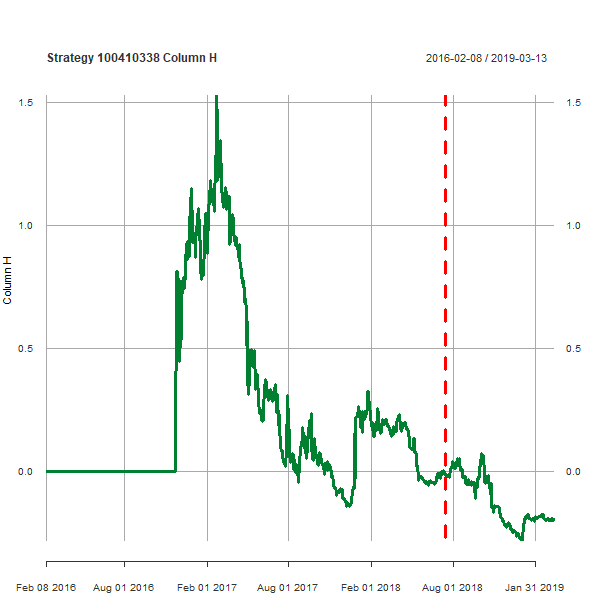 Strategy 100410338 Column H
2016-02-08 / 2019-03-13
1.5
1.5
1.0
1.0
Column H
0.5
0.5
0.0
0.0
Feb 08 2016
Aug 01 2016
Feb 01 2017
Aug 01 2017
Feb 01 2018
Aug 01 2018
Jan 31 2019